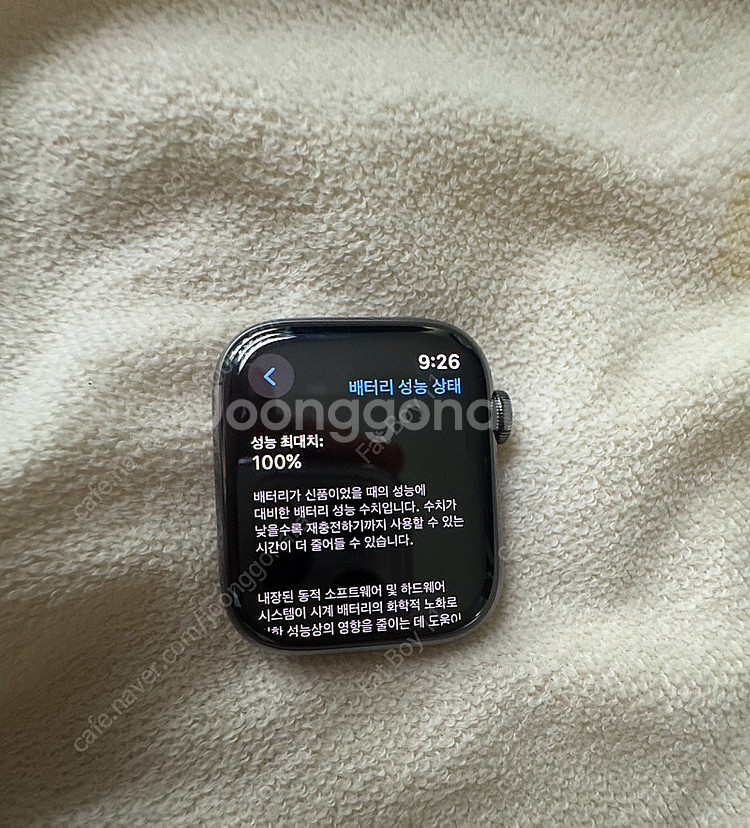 9:26
배터리 성능 상태
성능 최대치:
100%
배터리가 신품이었을 때의 성능에
대비한 배터리 성능 수치입니다. 수치가
낮을수록 재충전하기까지 사용할 수 있는
시간이 더 줄어들 수 있습니다.
내장된 동적 소프트웨어 및 하드웨어
시스템이 시계 배터리의 화학적 노화로
인한 성능상의 영향을 줄이는 데 도움이
joonggonara
Fat Boy
Fat Boy
cafe.naver.com/joonggonara